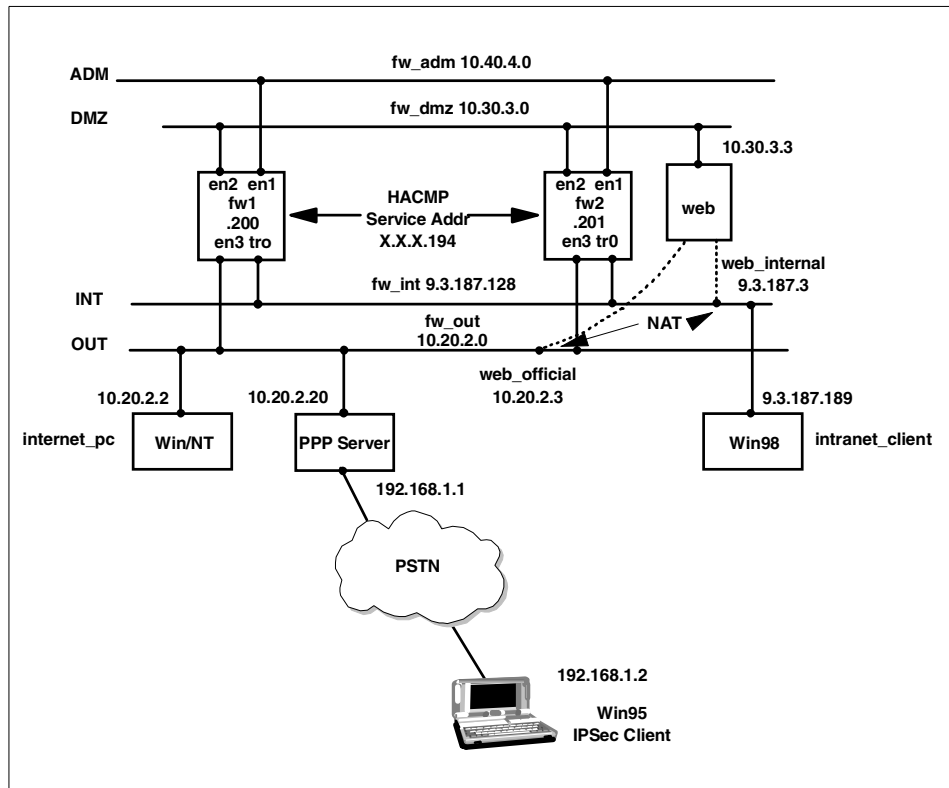 fw_adm 10.40.4.0
ADM
fw_dmz 10.30.3.0
DMZ
10.30.3.3
en2 en1
fw1
.200
en3 tro
HACMP
Service Addr
X.X.X.194
en2 en1
fw2
.201
en3 tr0
web
web_internal
9.3.187.3
fw_int 9.3.187.128
INT
NAT
fw_out
10.20.2.0
OUT
web_official
10.20.2.3
10.20.2.2
10.20.2.20
9.3.187.189
internet_pc
Win/NT
PPP Server
Win98
intranet_client
192.168.1.1
PSTN
192.168.1.2
Win95
IPSec Client